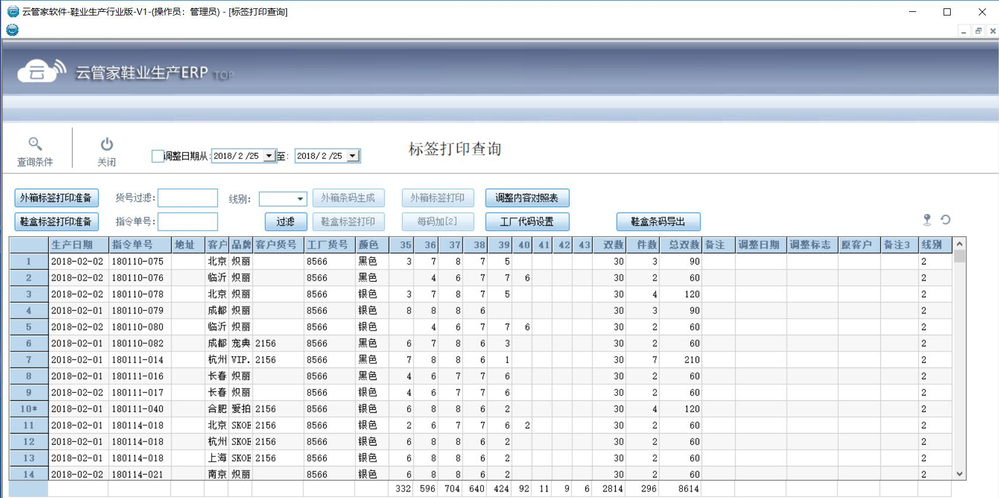 云管家软件-鞋业生产行业版-V1-(操作员：管理员) - [标签打印查询]
云 云管家鞋业生产ERP TOP
标签打印查询
查询条件 关闭 调整日期从: 2018/ 2 /25 至: 2018/ 2 /25
外箱标签打印准备 货号过滤: 线别: 外箱条码生成 外箱标签打印 调整内容对照表
鞋盒标签打印准备 指令单号: 过滤 鞋盒标签打印 每码加[2] 工厂代码设置 鞋盒条码导出
生产日期 指令单号 地址 客户 品牌 客户货号 工厂货号 颜色 35 36 37 38 39 40 41 42 43 双数 件数 总双数 备注 调整日期 调整标志 原客户 备注3 线别
1 2018-02-02 180110-075 北京 炽丽 8566 黑色 3 7 8 7 5 30 3 90 2
2 2018-02-02 180110-076 临沂 炽丽 8566 黑色 4 6 7 7 6 30 2 60 2
3 2018-02-02 180110-078 北京 炽丽 8566 银色 3 7 8 7 5 30 4 120 2
4 2018-02-01 180110-079 成都 炽丽 8566 银色 8 8 8 6 30 3 90 2
5 2018-02-02 180110-080 临沂 炽丽 8566 银色 4 6 7 7 6 30 2 60 2
6 2018-02-01 180110-082 成都 宠典 2156 8566 黑色 6 7 8 6 3 30 2 60 2
7 2018-02-01 180111-014 杭州 VIP. 2156 8566 黑色 7 8 8 6 1 30 7 210 2
8 2018-02-01 180111-016 长春 炽丽 8566 黑色 4 6 7 7 6 30 2 60 2
9 2018-02-02 180111-017 长春 炽丽 8566 银色 4 6 7 7 6 30 2 60 2
10* 2018-02-01 180111-040 合肥 爱拍 2156 8566 银色 6 8 8 6 2 30 4 120 2
11 2018-02-01 180114-018 北京 SKOE 2156 8566 银色 2 6 7 7 6 2 30 2 60 2
12 2018-02-01 180114-018 杭州 SKOE 2156 8566 银色 6 8 8 6 2 30 2 60 2
13 2018-02-01 180114-018 上海 SKOE 2156 8566 银色 6 8 8 6 2 30 2 60 2
14 2018-02-02 180114-021 南京 炽丽 8566 银色 6 8 8 6 2 30 2 60 2
332 596 704 640 424 92 11 9 6 2814 296 8614